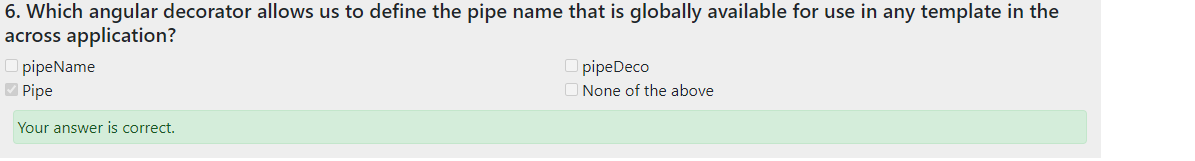 6. Which angular decorator allows us to define the pipe name that is globally available for use in any template in the
across application?
pipeName
pipeDeco
Pipe
None of the above
Your answer is correct.